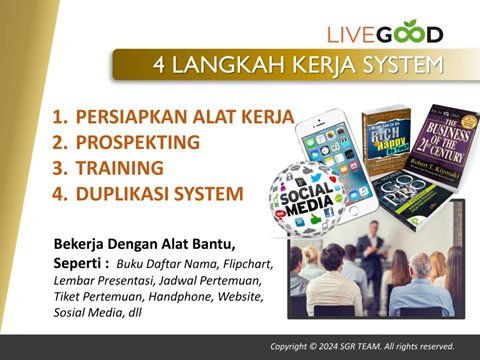 LIVEGOOD
4 LANGKAH KERJA SYSTEM
1. PERSIAPKAN ALAT KERJA
2. PROSPEKTING
3. TRAINING
4. DUPLIKASI SYSTEM
RICH
Happy
THE
BUSINESS
OF THE
21ST
CENTURY
Robert T. Kiyosaki
SOCIAL
MEDIA
Bekerja Dengan Alat Bantu,
Seperti : Buku Daftar Nama, Flipchart,
Lembar Presentasi, Jadwal Pertemuan,
Tiket Pertemuan, Handphone, Website,
Sosial Media, dll
Copyright © 2024 SGR TEAM. All rights reserved.